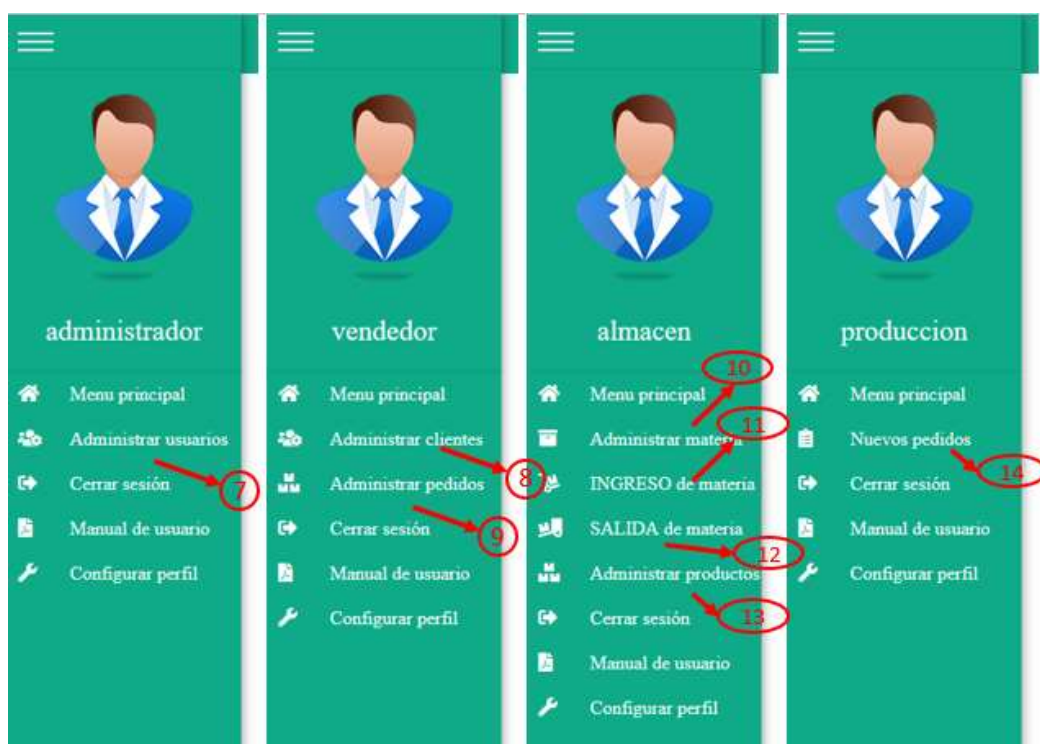 administrador
Menu principal
Administrar usuarios
7
Cerrar sesión
Manual de usuario
Configurar perfil
vendedor
Menu principal
Administrar clientes
8
Administrar pedidos
9
Cerrar sesión
Manual de usuario
Configurar perfil
almacen
10
Menu principal
Administrar materia
11
INGRESO de materia
SALIDA de materia
12
Administrar productos
13
Cerrar sesión
Manual de usuario
Configurar perfil
produccion
Menu principal
Nuevos pedidos
14
Cerrar sesión
Manual de usuario
Configurar perfil